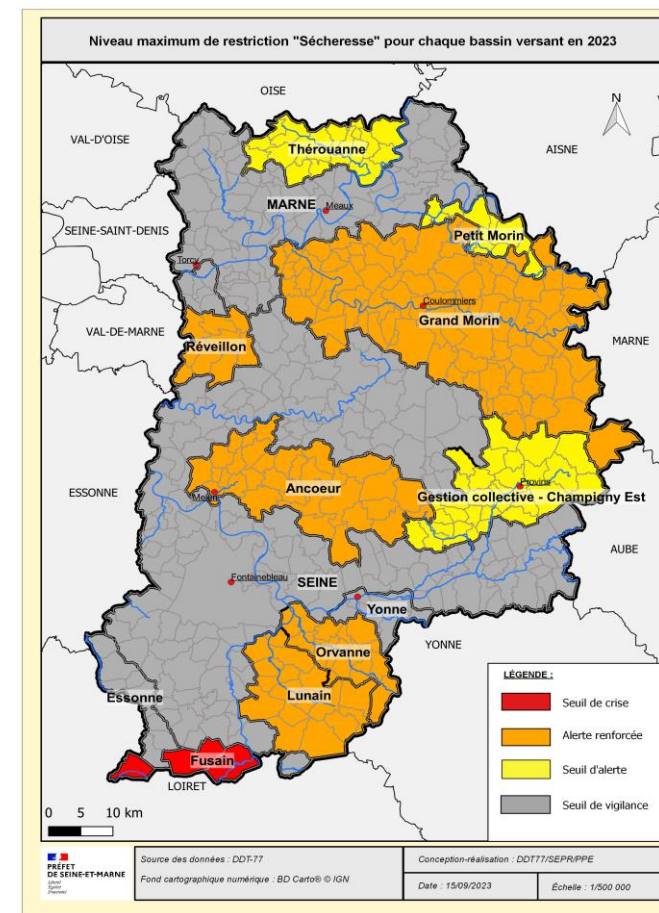 Niveau maximum de restriction "Sécheresse" pour chaque bassin versant en 2023
OISE
N
VAL-D'OISE
AISNE
Thérouanne
MARNE
Meaux
SEINE-SAINT-DENIS
Petit Morin
Torcy
Coulommiers
Grand Morin
VAL-DE-MARNE
Réveillon
MARNE
Provins
ESSONNE
Ancoeur
Melun
Gestion collective - Champigny Est
AUBE
Fontainebleau
SEINE
Yonne
YONNE
Orvanne
Essonne
Lunain
Fusain
LOIRET
0 5 10 km
LÉGENDE :
Seuil de crise
Alerte renforcée
Seuil d'alerte
Seuil de vigilance
PRÉFET
DE SEINE-ET-MARNE
Liberté
Égalité
Fraternité
Source des données : DDT-77
Fond cartographique numérique : BD Carto® © IGN
Conception-réalisation : DDT77/SEPR/PPE
Date : 15/09/2023
Échelle : 1/500 000